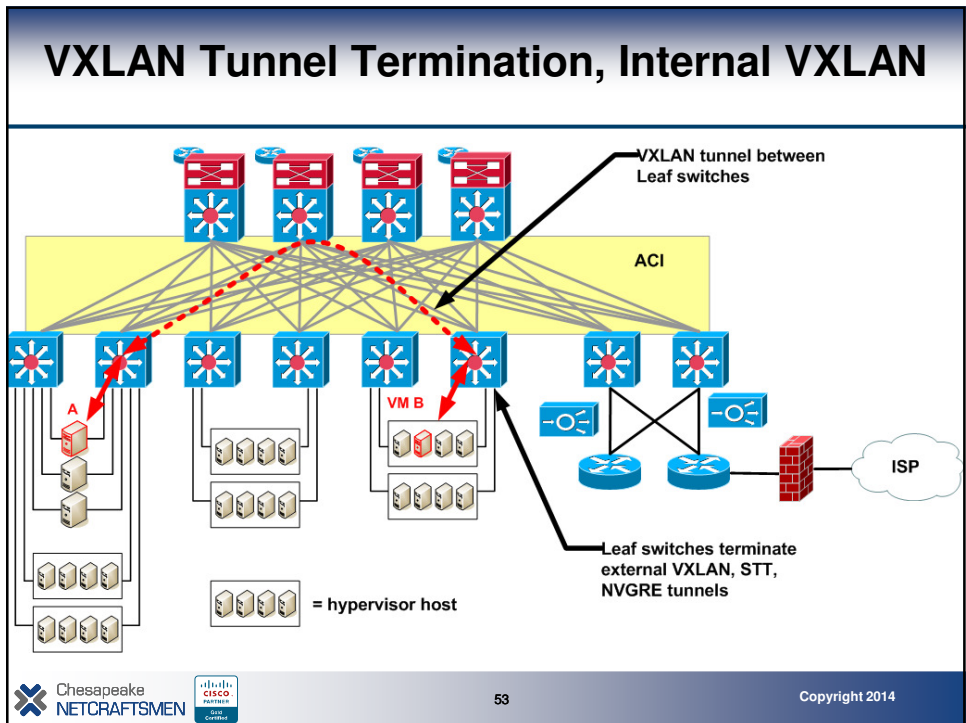 VXLAN Tunnel Termination, Internal VXLAN
VXLAN tunnel between
Leaf switches
ACI
A
VM B
ISP
Leaf switches terminate
external VXLAN, STT,
NVGRE tunnels
= hypervisor host
Chesapeake
NETCRAFTSMEN
CISCO
PARTNER
Gold
Certified
53
Copyright 2014